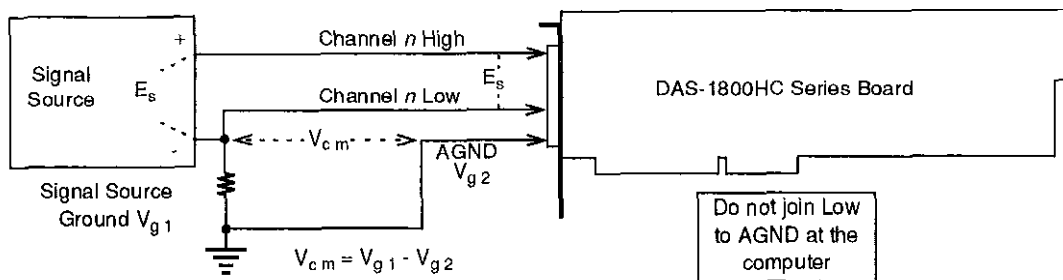 +
Channel n High
Signal
Source
E_s
E_s
DAS-1800HC Series Board
Channel n Low
V_cm
-
AGND
V_g2
Signal Source
Ground V_g1
Do not join Low
to AGND at the
computer
V_cm = V_g1 - V_g2